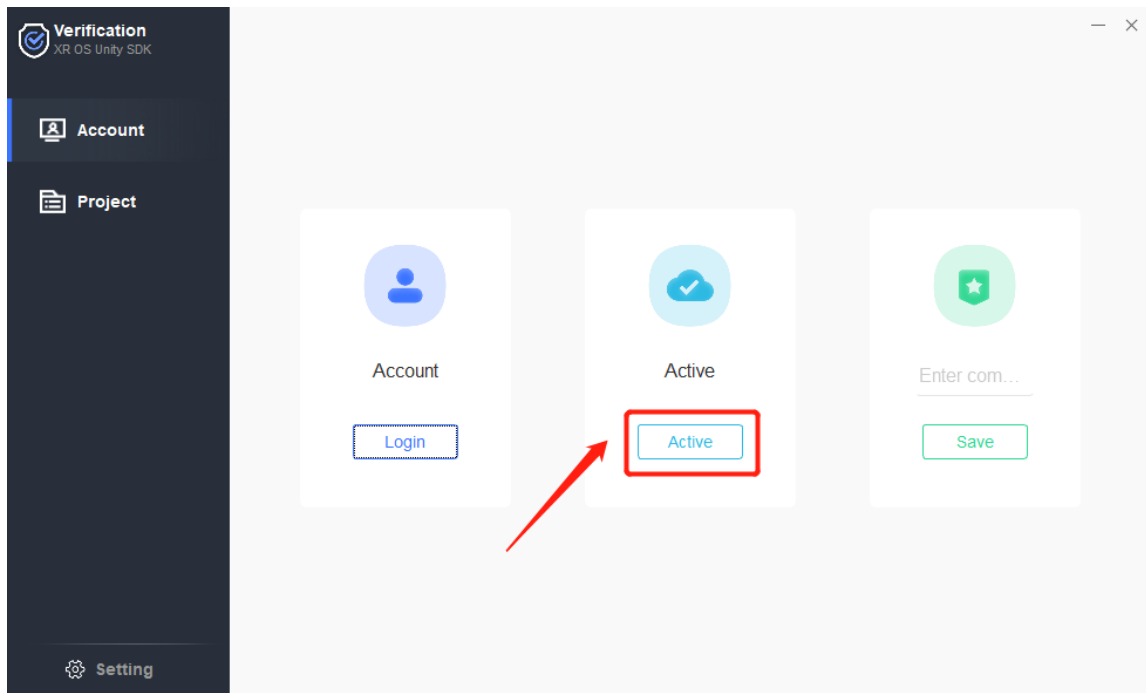 Verification
XR OS Unity SDK
Account
Project
Account
Login
Active
Active
Enter com...
Save
Setting